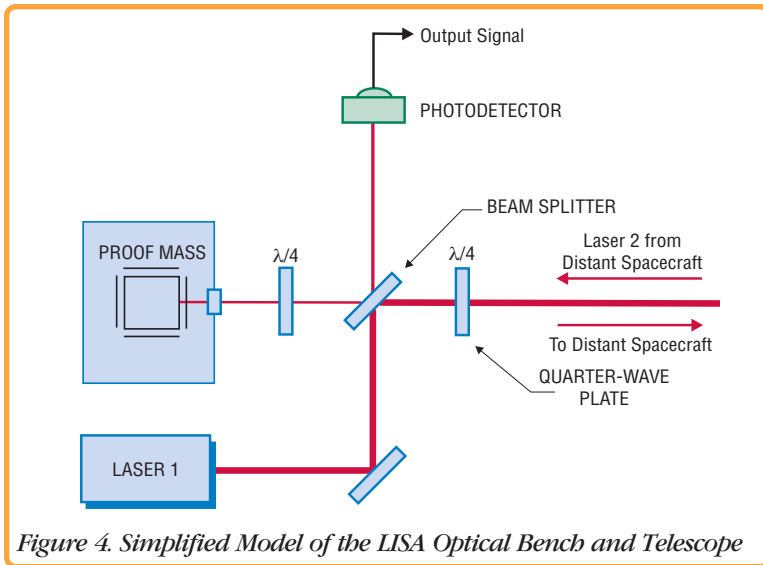 Output Signal
PHOTODETECTOR
BEAM SPLITTER
PROOF MASS
λ/4
λ/4
Laser 2 from
Distant Spacecraft
To Distant Spacecraft
QUARTER-WAVE
PLATE
LASER 1
Figure 4. Simplified Model of the LISA Optical Bench and Telescope